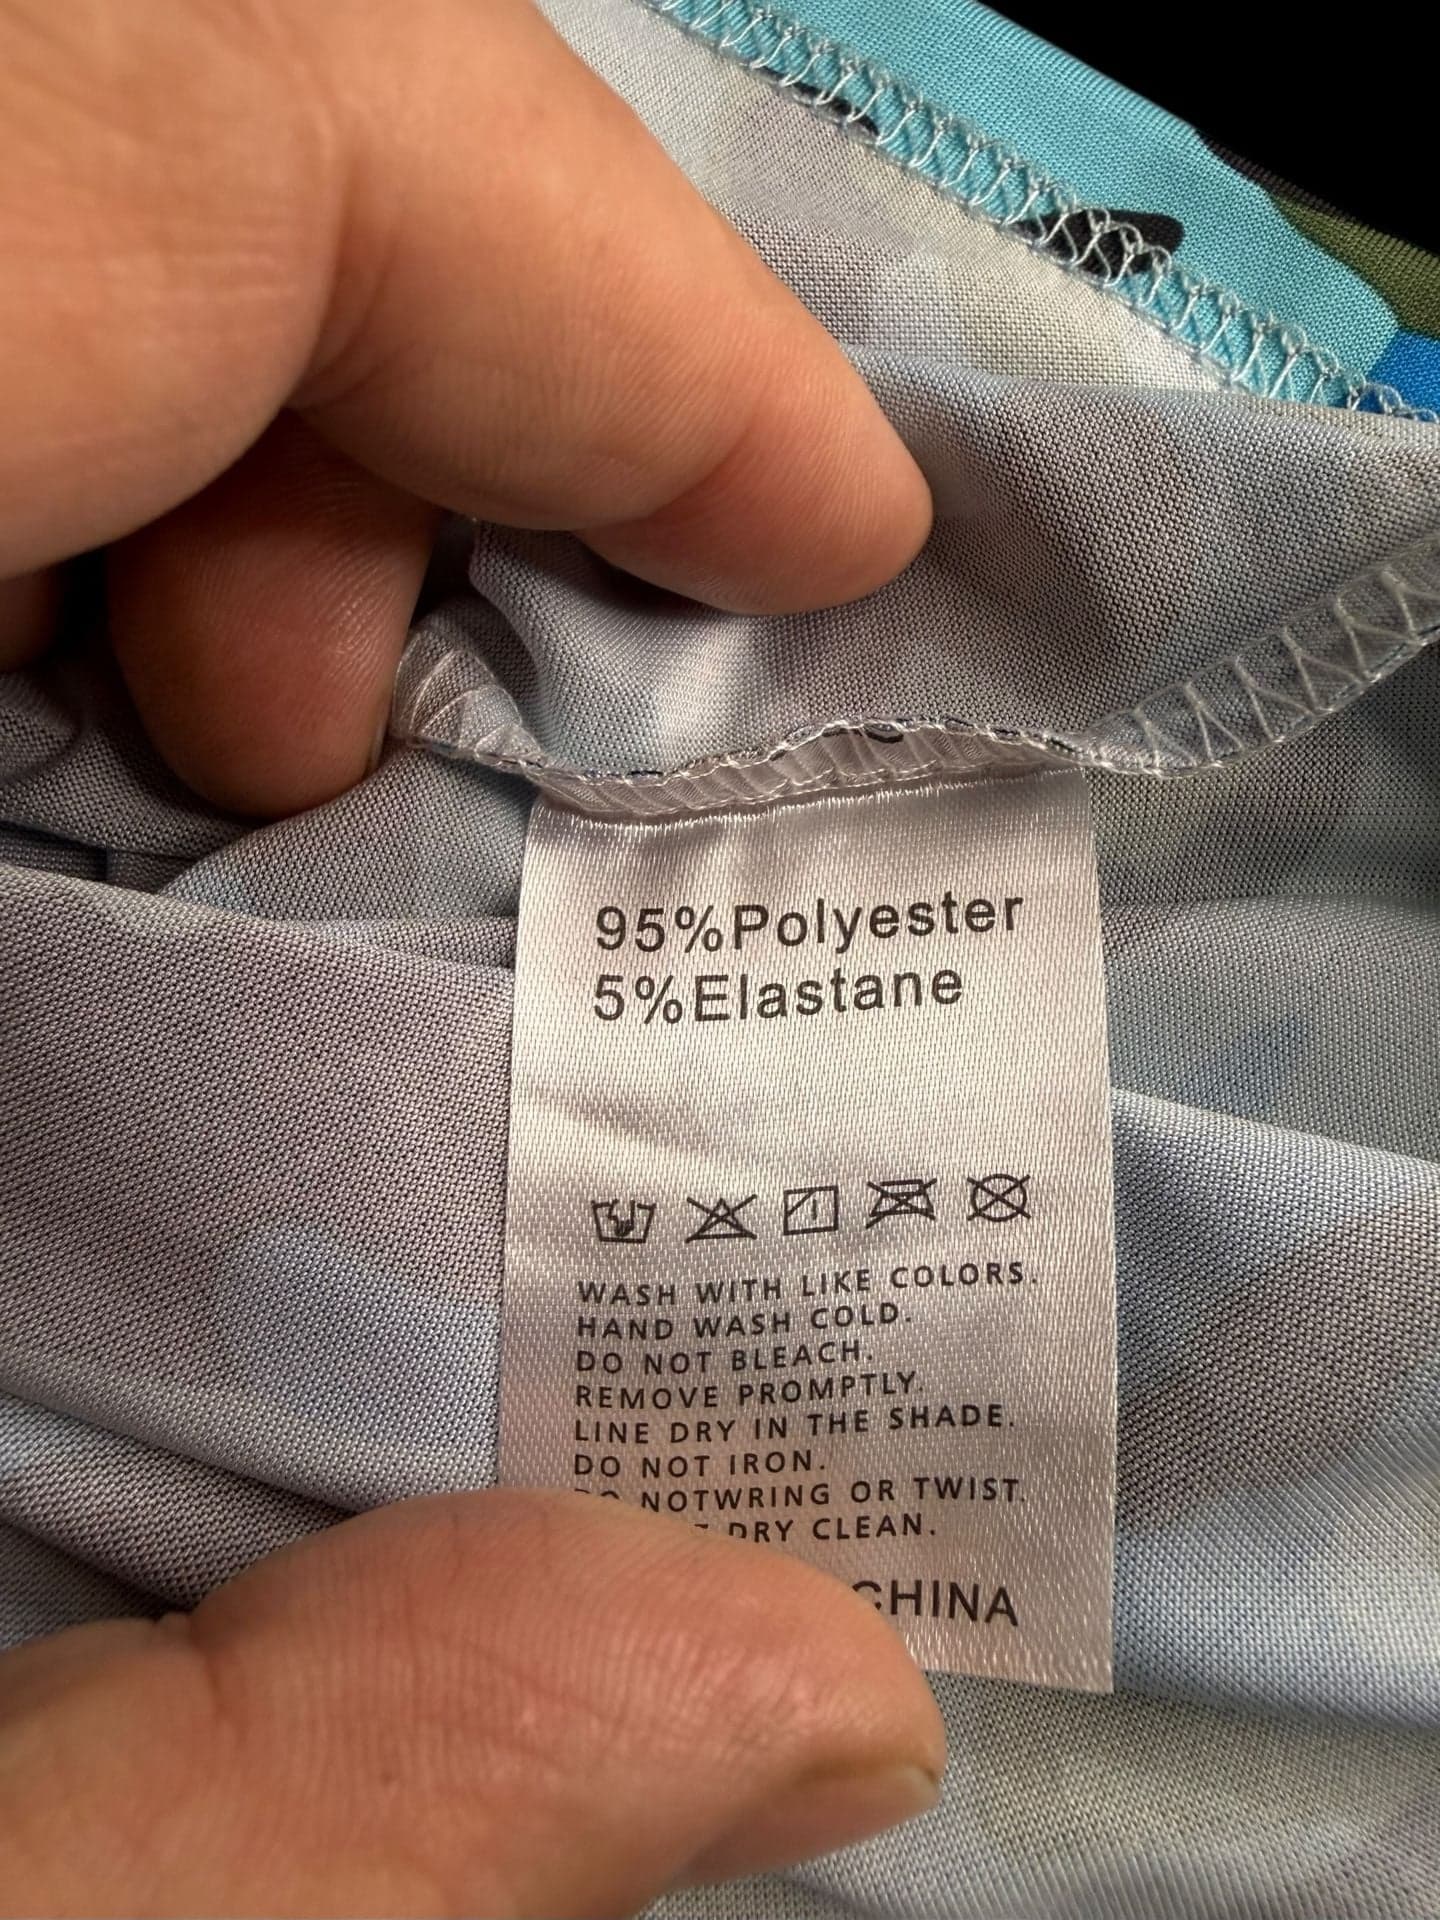 95%Polyester
5%Elastane
WASH WITH LIKE COLORS.
HAND WASH COLD.
DO NOT BLEACH.
REMOVE PROMPTLY.
LINE DRY IN THE SHADE.
DO NOT IRON.
DO NOTWRING OR TWIST.
DRY CLEAN.
CHINA